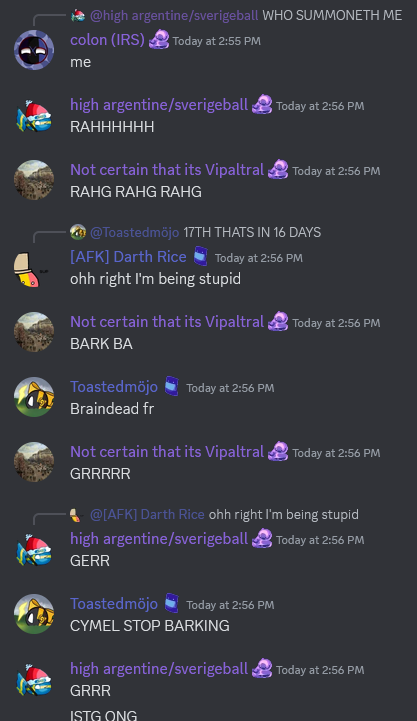 @high argentine/sverigeball WHO SUMMONETH ME
colon (IRS) Today at 2:55 PM
me
high argentine/sverigeball Today at 2:56 PM
RAHHHHHH
Not certain that its Vipaltral Today at 2:56 PM
RAHG RAHG RAHG
@Toastedmöjo 17TH THATS IN 16 DAYS
[AFK] Darth Rice Today at 2:56 PM
ohh right I'm being stupid
Not certain that its Vipaltral Today at 2:56 PM
BARK BA
Toastedmöjo Today at 2:56 PM
Braindead fr
Not certain that its Vipaltral Today at 2:56 PM
GRRRRR
@[AFK] Darth Rice ohh right I'm being stupid
high argentine/sverigeball Today at 2:56 PM
GERR
Toastedmöjo Today at 2:56 PM
CYMEL STOP BARKING
high argentine/sverigeball Today at 2:56 PM
GRRR
ISTG ONG